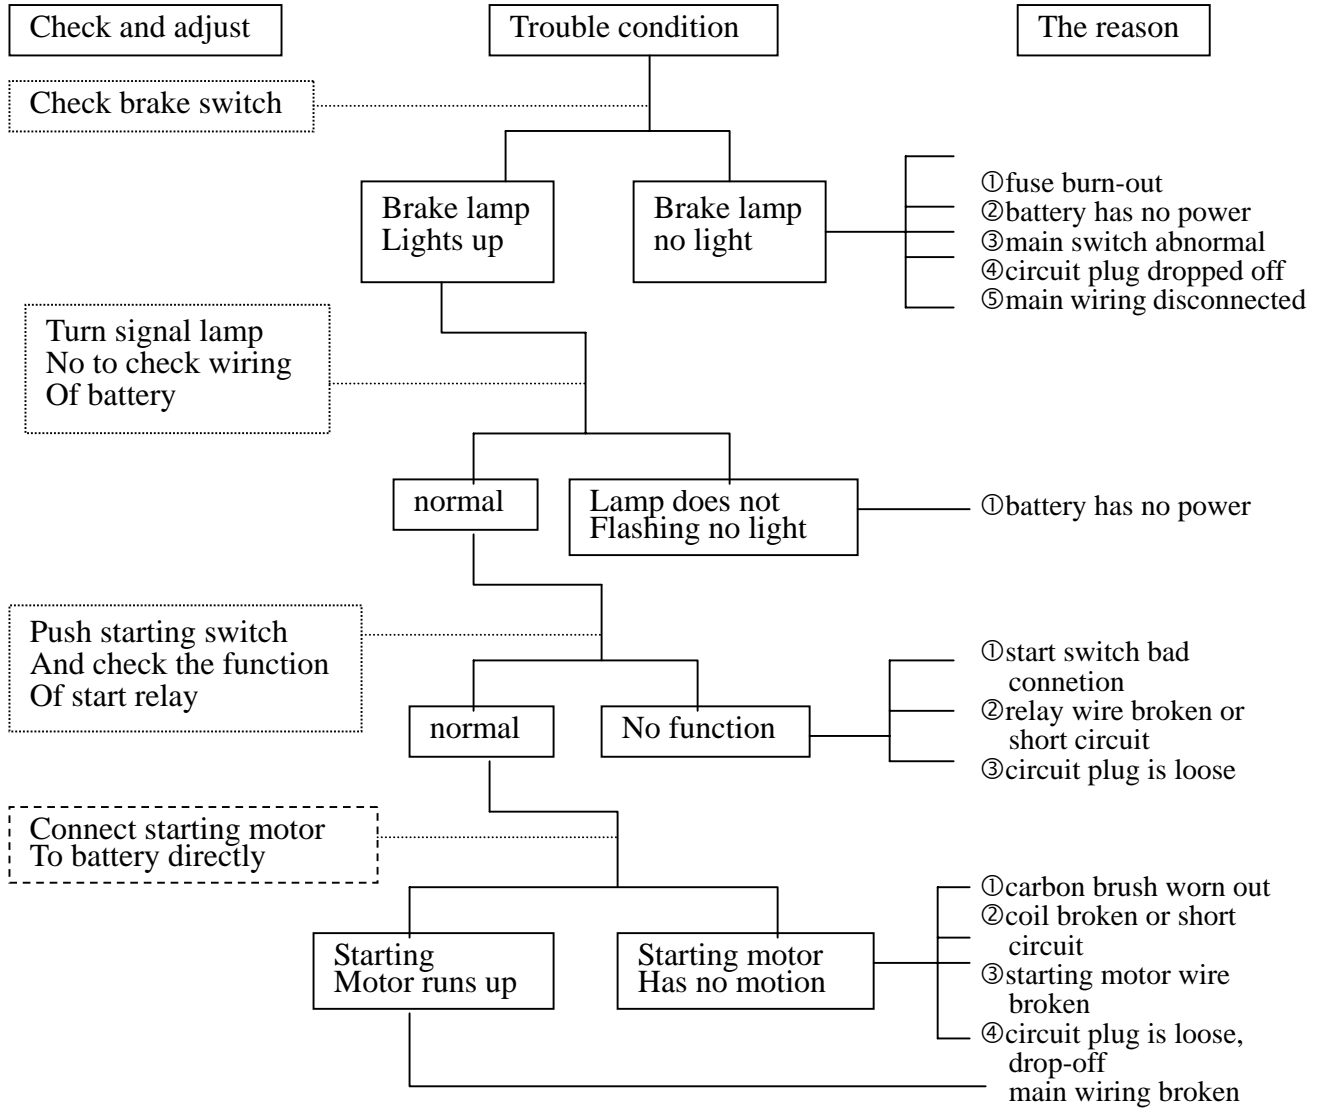 Check and adjust
Trouble condition
The reason
Check brake switch
Brake lamp
Lights up
Brake lamp
no light
①fuse burn-out
②battery has no power
③main switch abnormal
④circuit plug dropped off
⑤main wiring disconnected
Turn signal lamp
No to check wiring
Of battery
normal
Lamp does not
Flashing no light
①battery has no power
Push starting switch
And check the function
Of start relay
normal
No function
①start switch bad
connetion
②relay wire broken or
short circuit
③circuit plug is loose
Connect starting motor
To battery directly
Starting
Motor runs up
Starting motor
Has no motion
①carbon brush worn out
②coil broken or short
circuit
③starting motor wire
broken
④circuit plug is loose,
drop-off
main wiring broken